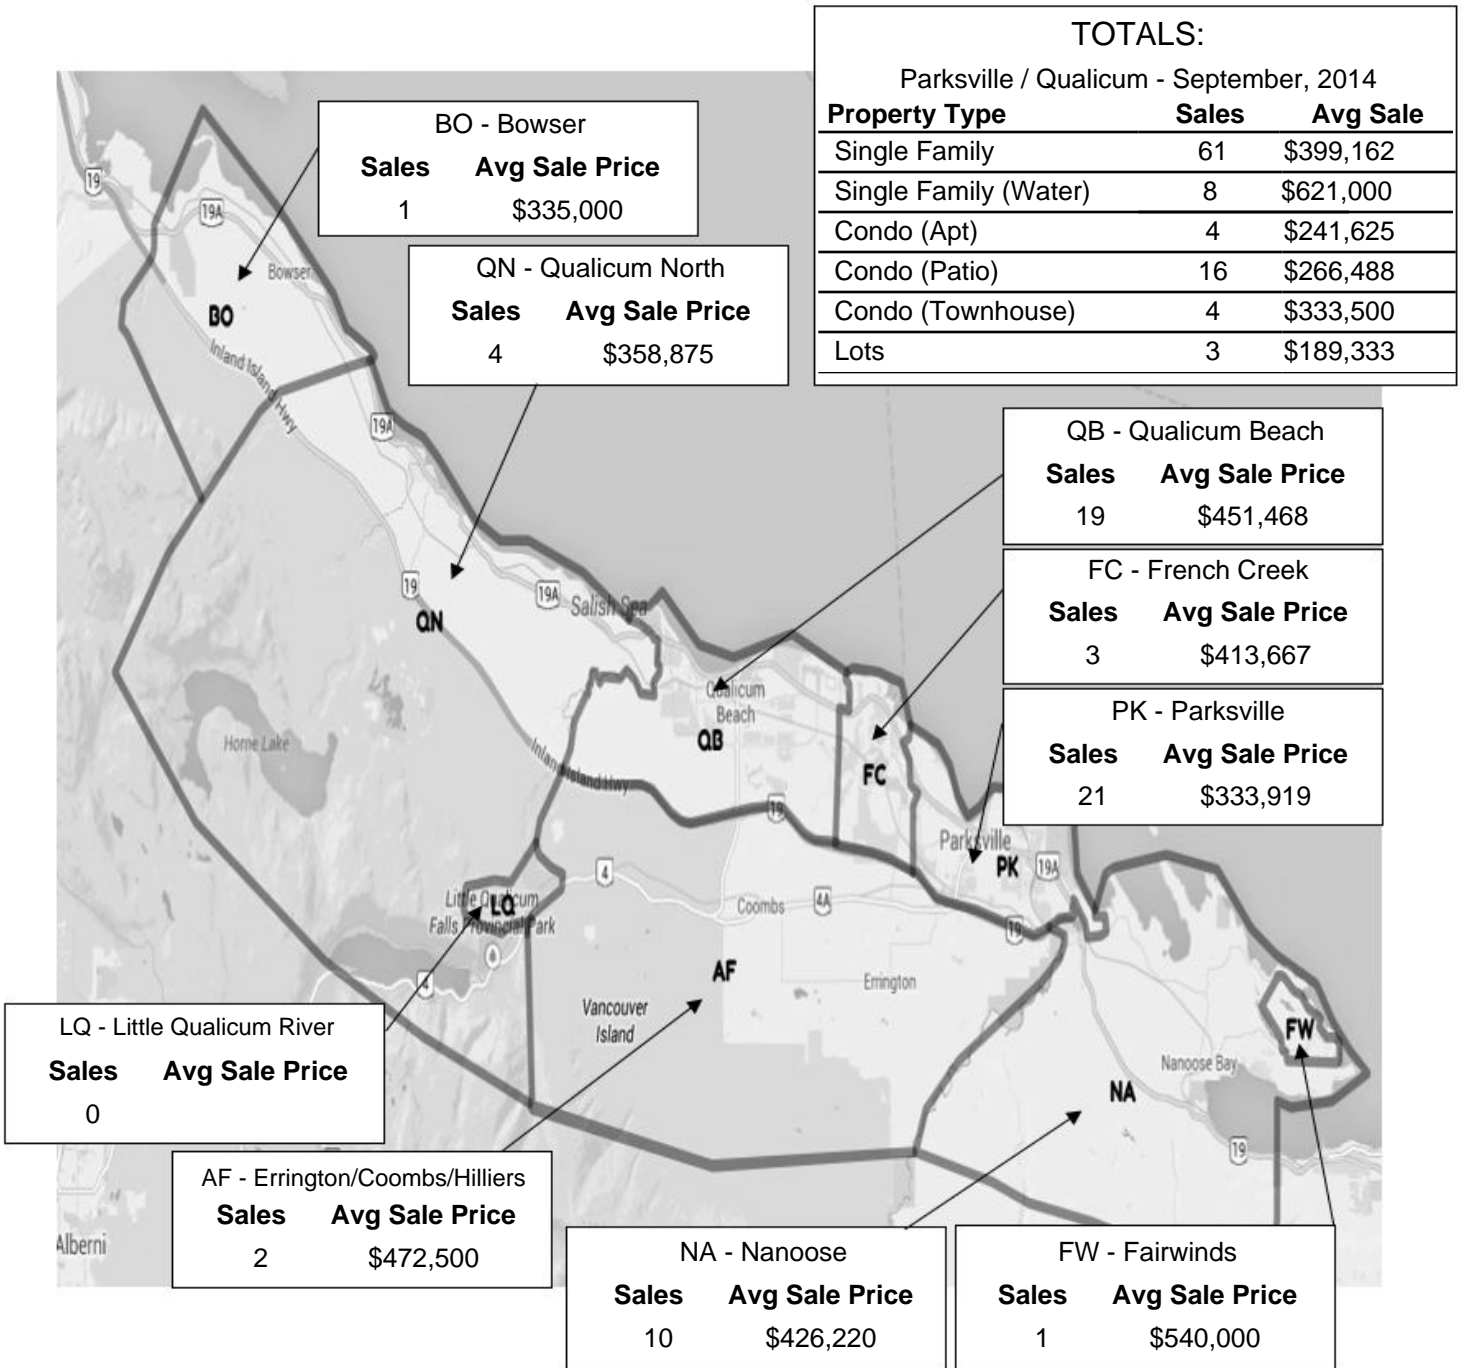 TOTALS:
Parksville / Qualicum - September, 2014
Property Type Sales Avg Sale
Single Family 61 $399,162
Single Family (Water) 8 $621,000
Condo (Apt) 4 $241,625
Condo (Patio) 16 $266,488
Condo (Townhouse) 4 $333,500
Lots 3 $189,333
BO - Bowser
Sales Avg Sale Price
1 $335,000
QN - Qualicum North
Sales Avg Sale Price
4 $358,875
QB - Qualicum Beach
Sales Avg Sale Price
19 $451,468
FC - French Creek
Sales Avg Sale Price
3 $413,667
PK - Parksville
Sales Avg Sale Price
21 $333,919
LQ - Little Qualicum River
Sales Avg Sale Price
0
AF - Errington/Coombs/Hilliers
Sales Avg Sale Price
2 $472,500
NA - Nanoose
Sales Avg Sale Price
10 $426,220
FW - Fairwinds
Sales Avg Sale Price
1 $540,000
19
19A
Bowser
BO
Inland Island Hwy
19A
19
19A
Salish Sea
QN
Qualicum
Beach
QB
Horne Lake
Inland Island Hwy
FC
19
Parksville
PK
19A
4
Little Qualicum
Falls Provincial Park
LQ
Coombs
4A
19
4
AF
Errington
Vancouver
Island
FW
Nanoose Bay
NA
19
Alberni